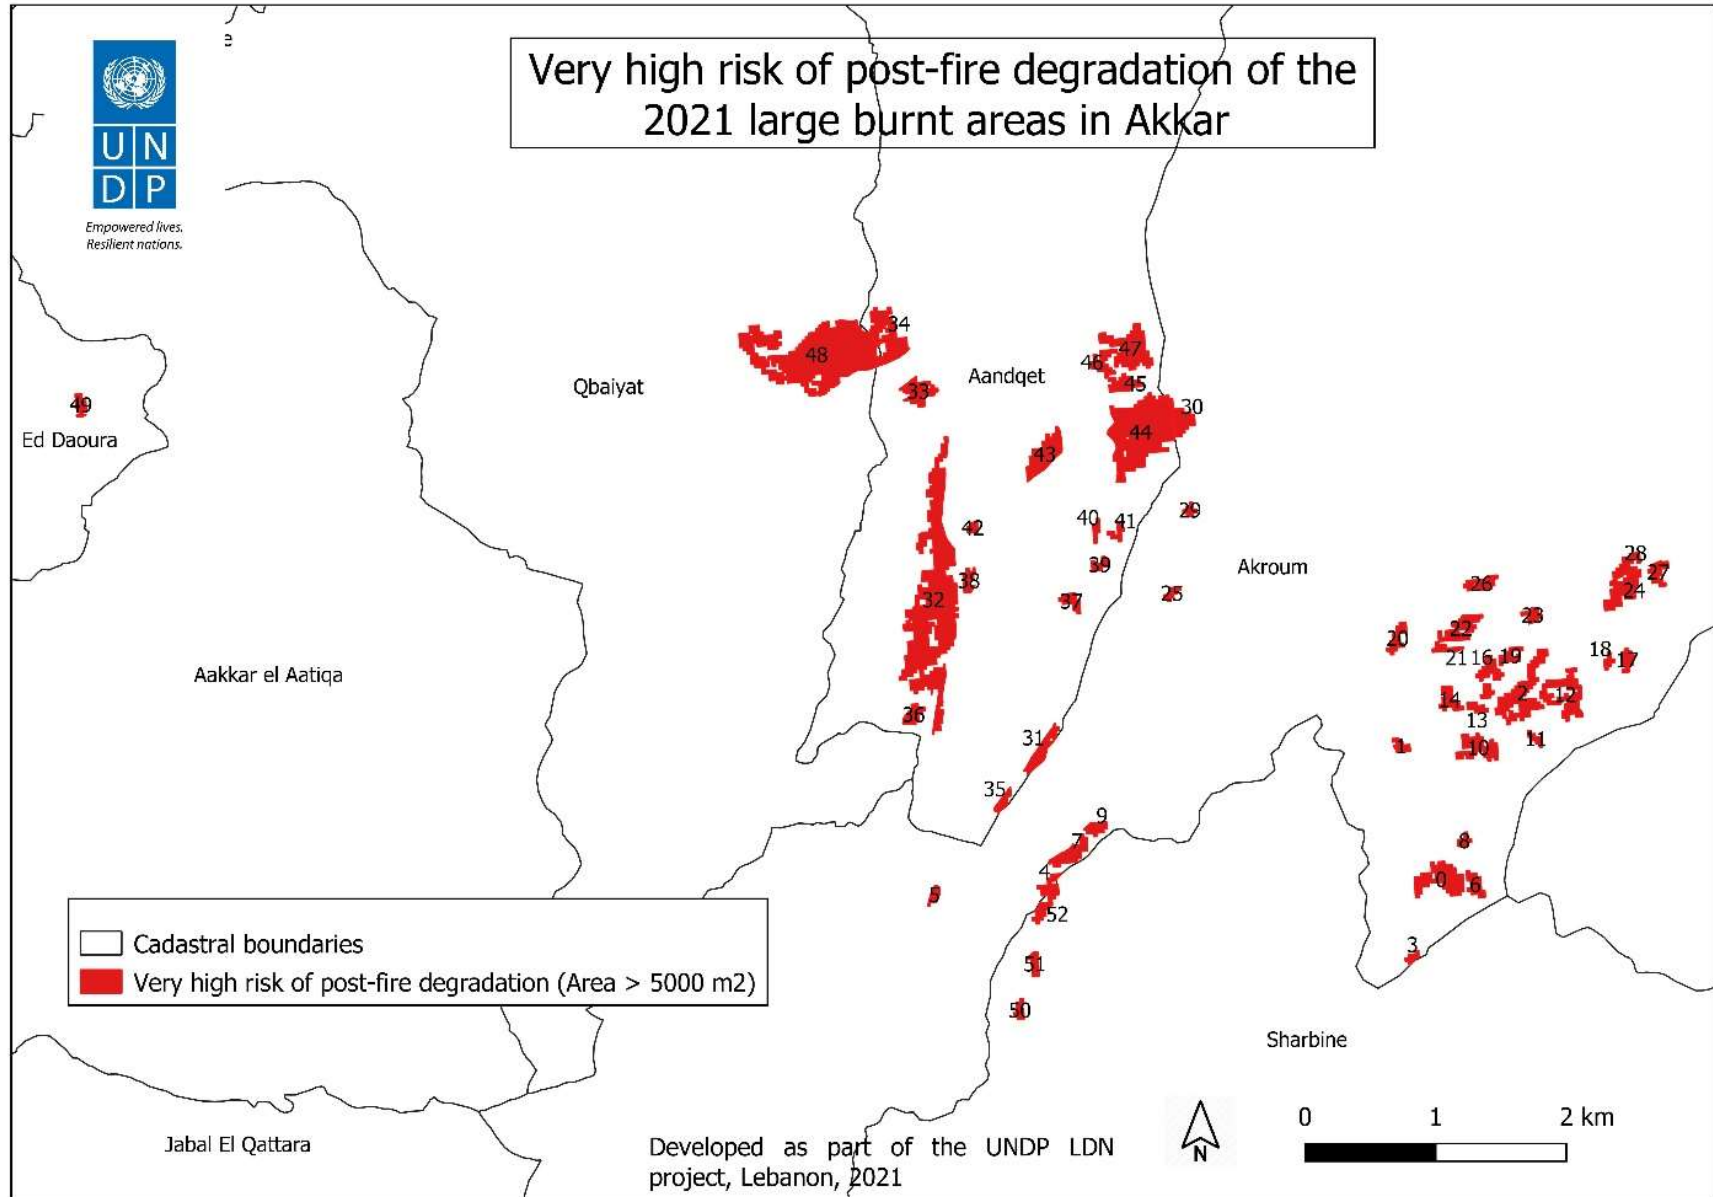 e
Very high risk of post-fire degradation of the
2021 large burnt areas in Akkar
U N
D P
Empowered lives.
Resilient nations.
34
48
47
46
Qbaiyat
33
Aandqet
45
49
30
Ed Daoura
44
43
29
40
41
42
28
39
Akroum
27
38
26
24
25
32
37
23
22
20
18
17
21
16
19
Aakkar el Aatiqa
2
12
14
36
13
31
11
1
10
35
9
7
8
4
0
6
5
52
Cadastral boundaries
3
51
Very high risk of post-fire degradation (Area > 5000 m2)
50
Sharbine
0 1 2 km
Jabal El Qattara
Developed as part of the UNDP LDN
project, Lebanon, 2021
N